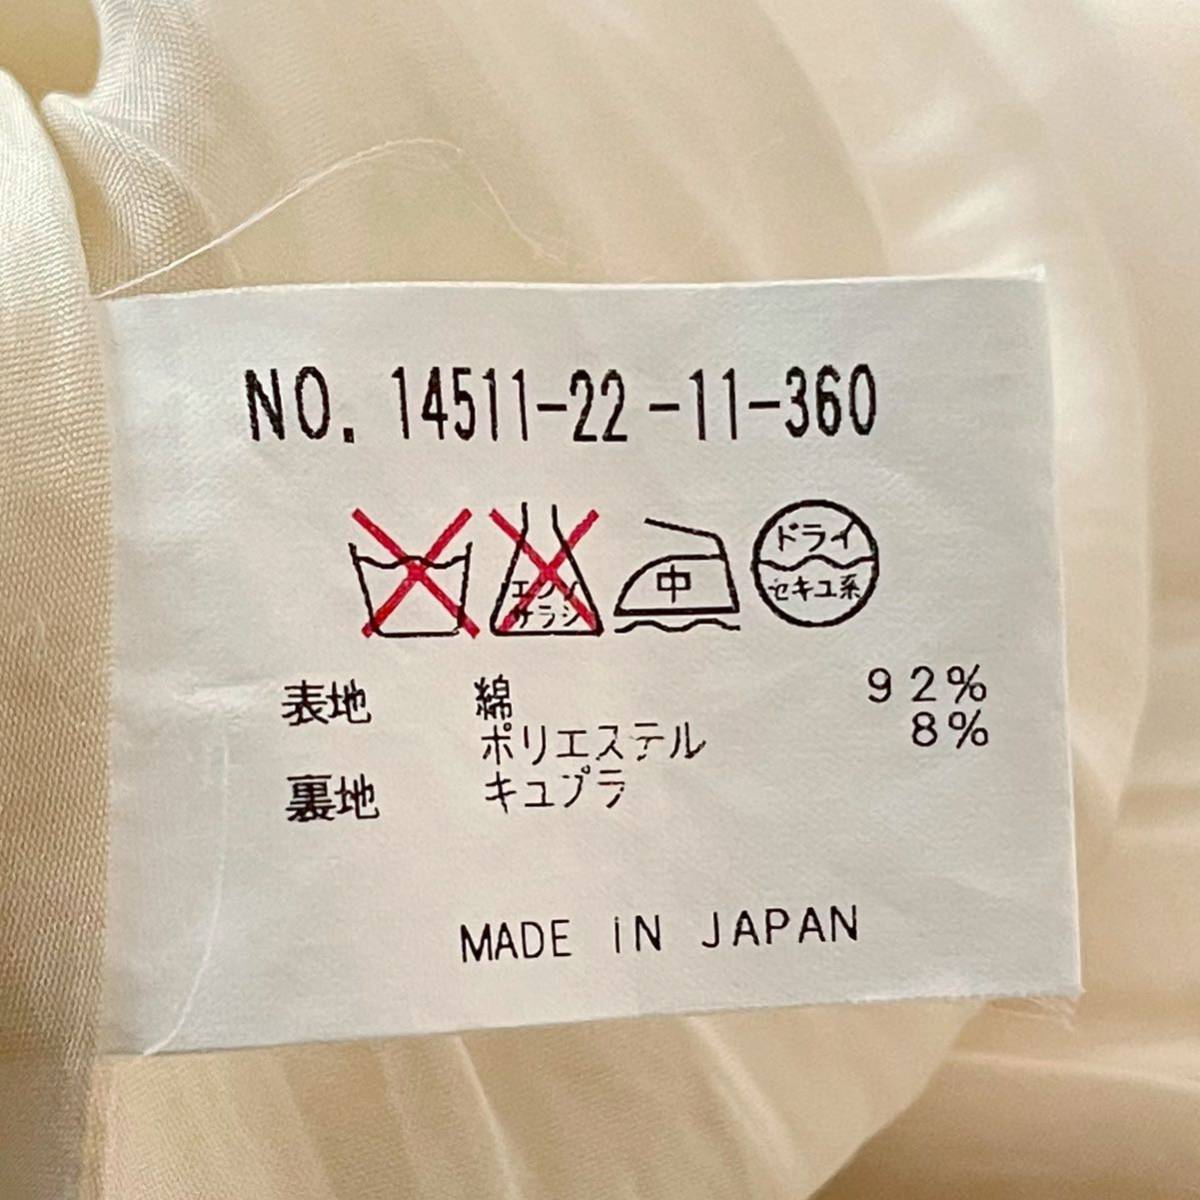 NO. 14511-22-11-360
エンソ
サラシ
中
ドライ
セキユ系
表地 綿 92%
ポリエステル 8%
裏地 キュプラ
MADE IN JAPAN